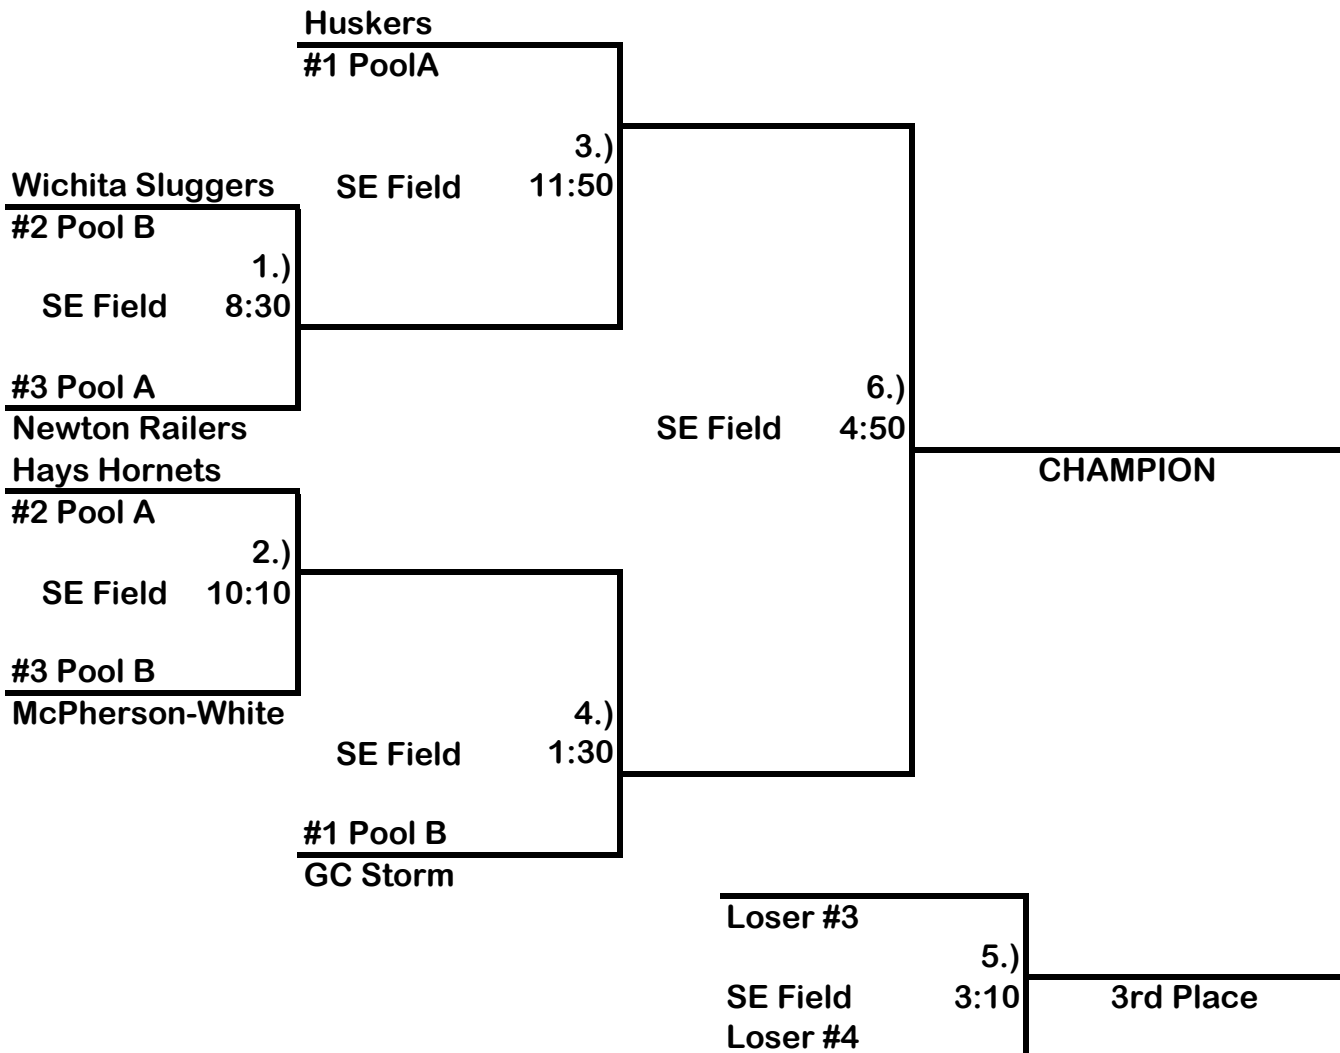 Huskers
#1 PoolA
3.)
SE Field 11:50
Wichita Sluggers
#2 Pool B
1.)
SE Field 8:30
#3 Pool A
Newton Railers
Hays Hornets
#2 Pool A
2.)
SE Field 10:10
#3 Pool B
McPherson-White
4.)
SE Field 1:30
#1 Pool B
GC Storm
6.)
SE Field 4:50
CHAMPION
Loser #3
5.)
SE Field 3:10
3rd Place
Loser #4